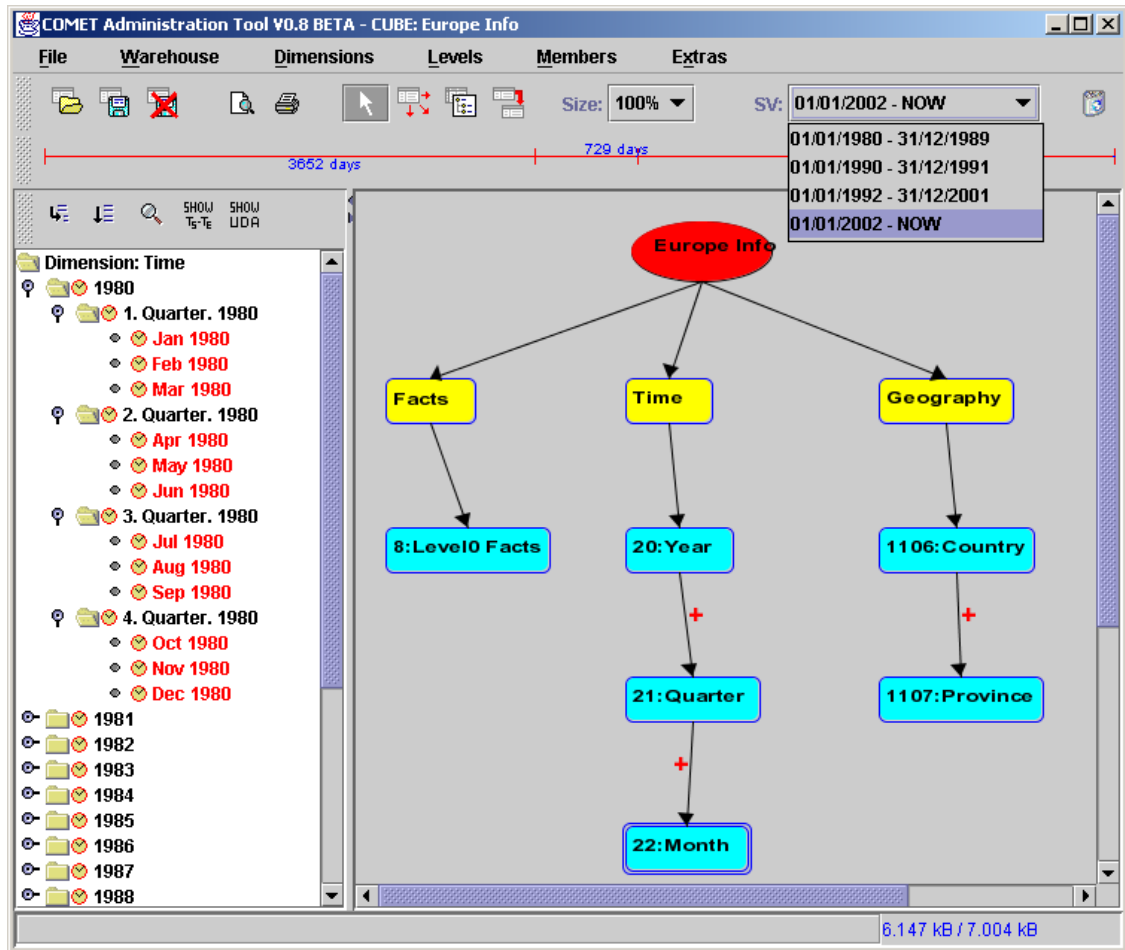 COMET Administration Tool V0.8 BETA - CUBE: Europe Info
File Warehouse Dimensions Levels Members Extras
Size: 100% SV: 01/01/2002 - NOW
01/01/1980 - 31/12/1989
01/01/1990 - 31/12/1991
01/01/1992 - 31/12/2001
01/01/2002 - NOW
3652 days
729 days
SHOW TS-TE
SHOW UDA
Dimension: Time
1980
1. Quarter. 1980
Jan 1980
Feb 1980
Mar 1980
2. Quarter. 1980
Apr 1980
May 1980
Jun 1980
3. Quarter. 1980
Jul 1980
Aug 1980
Sep 1980
4. Quarter. 1980
Oct 1980
Nov 1980
Dec 1980
1981
1982
1983
1984
1985
1986
1987
1988
Europe Info
Facts
Time
Geography
8:Level0 Facts
20:Year
1106:Country
+
+
21:Quarter
1107:Province
+
22:Month
6.147 kB / 7.004 kB